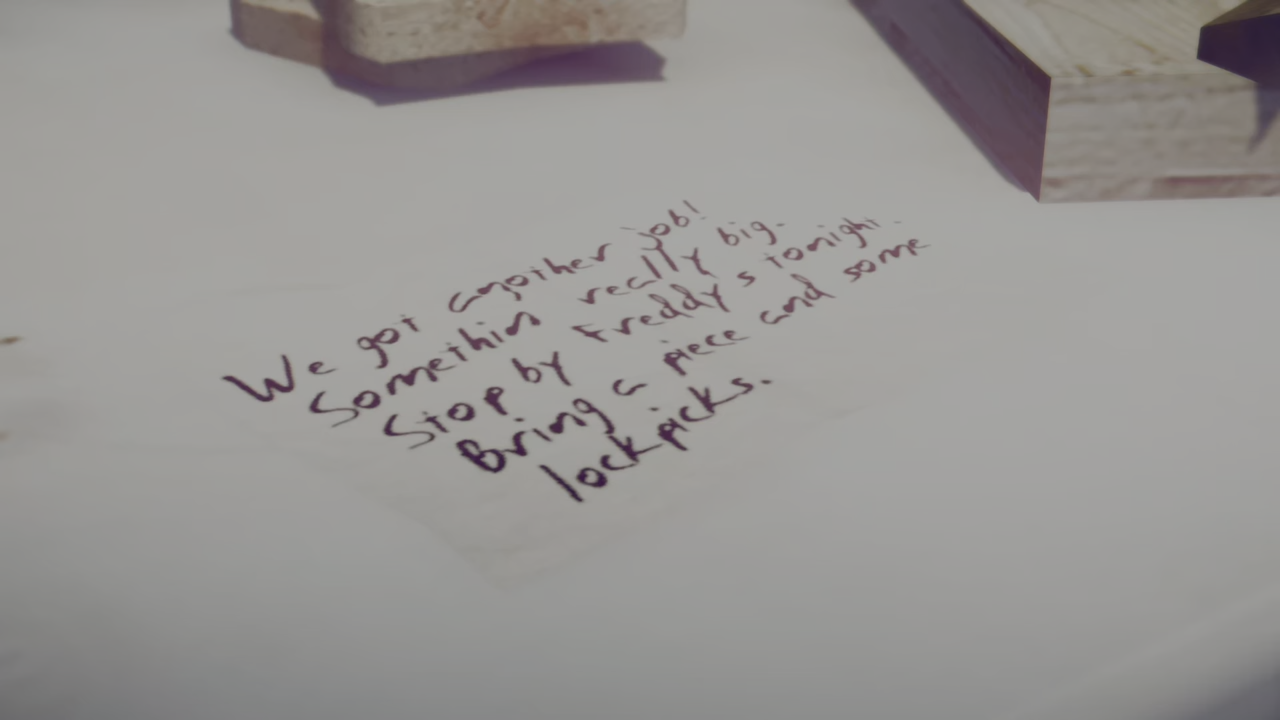 We got another job!
Somethin really big.
Stop by Freddy's tonight.
Bring a piece and some
lockpicks.